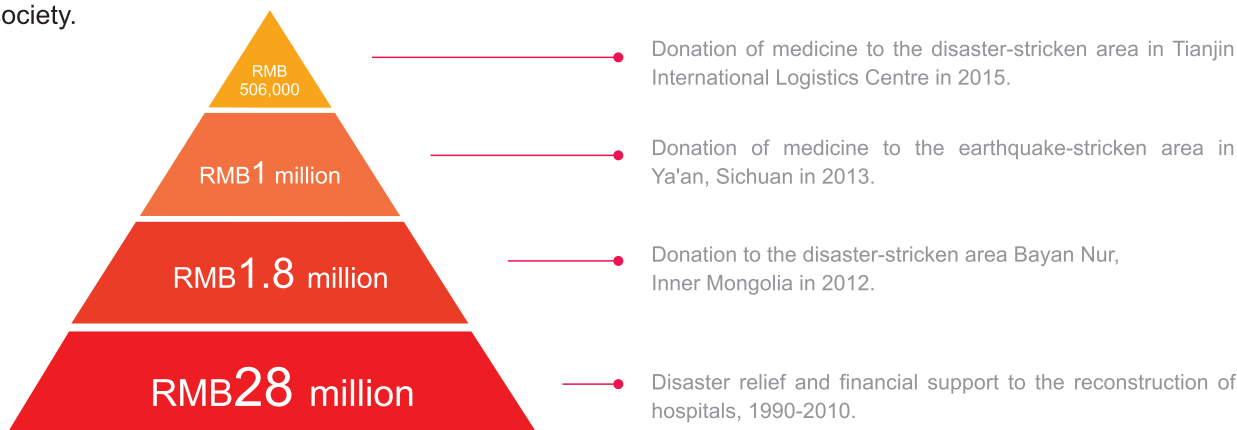 ociety.
RMB
506,000
Donation of medicine to the disaster-stricken area in Tianjin
International Logistics Centre in 2015.
RMB1 million
Donation of medicine to the earthquake-stricken area in
Ya'an, Sichuan in 2013.
RMB1.8 million
Donation to the disaster-stricken area Bayan Nur,
Inner Mongolia in 2012.
RMB28 million
Disaster relief and financial support to the reconstruction of
hospitals, 1990-2010.